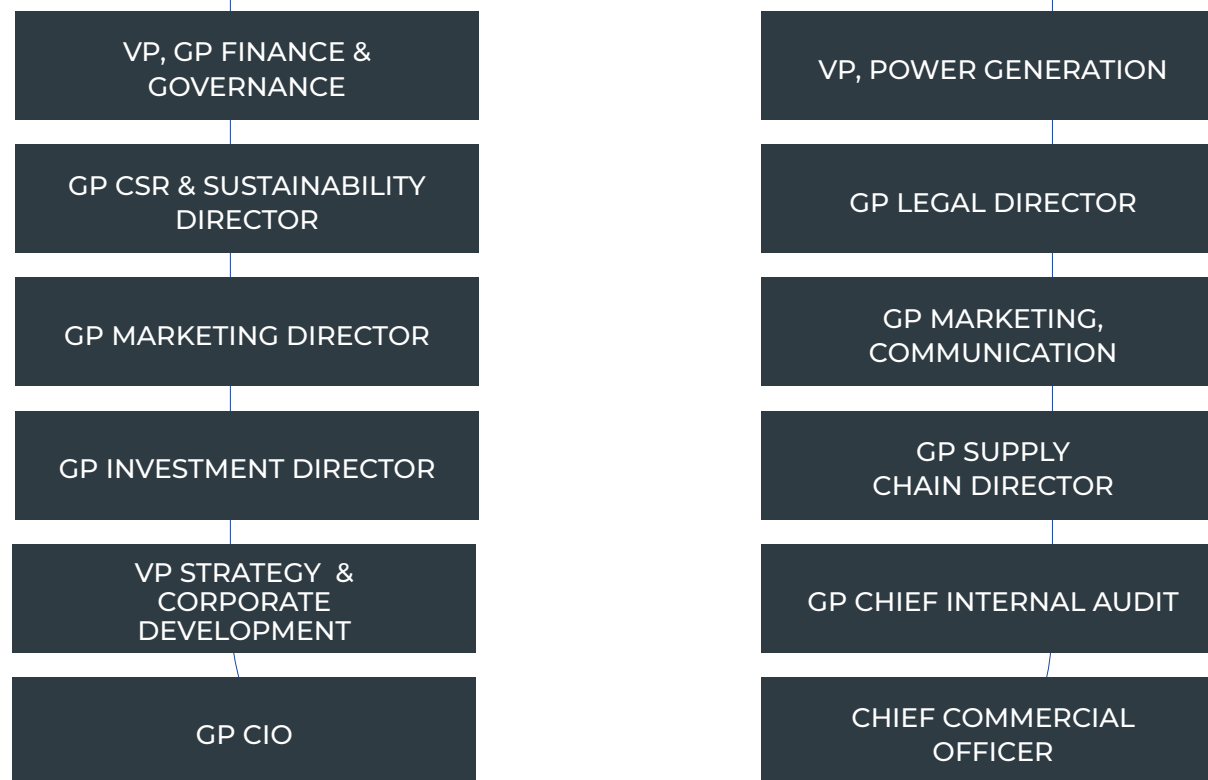 VP, GP FINANCE &
GOVERNANCE
GP CSR & SUSTAINABILITY
DIRECTOR
GP MARKETING DIRECTOR
GP INVESTMENT DIRECTOR
VP STRATEGY  &
CORPORATE
DEVELOPMENT
GP CIO
VP, POWER GENERATION
GP LEGAL DIRECTOR
GP MARKETING,
COMMUNICATION
GP SUPPLY
CHAIN DIRECTOR
GP CHIEF INTERNAL AUDIT
CHIEF COMMERCIAL
OFFICER